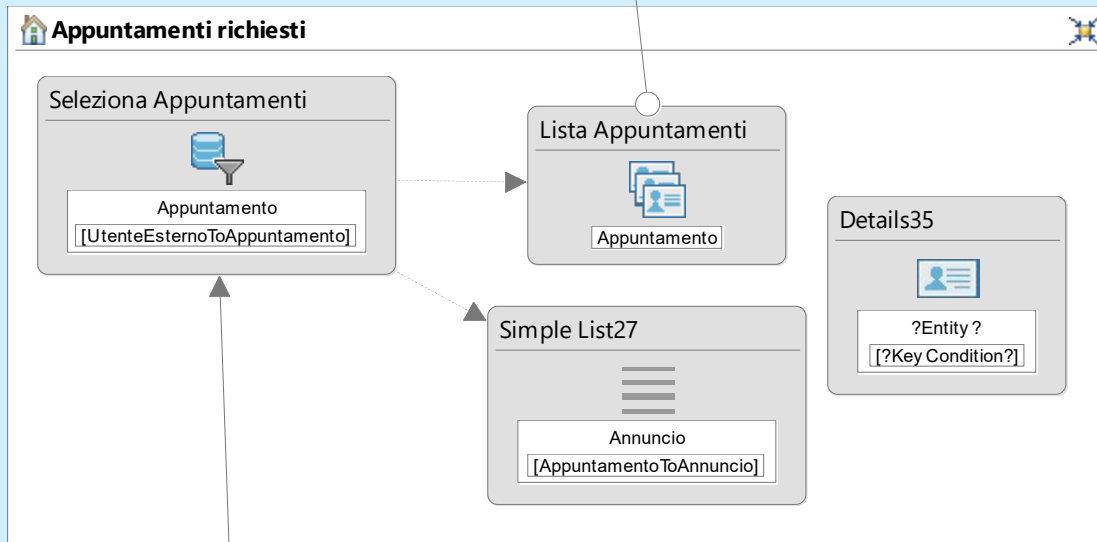 Appuntamenti richiesti
Seleziona Appuntamenti
Appuntamento
[UtenteEsternoToAppuntamento]
Lista Appuntamenti
Appuntamento
Details35
?Entity ?
[?Key Condition?]
Simple List27
Annuncio
[AppuntamentoToAnnuncio]